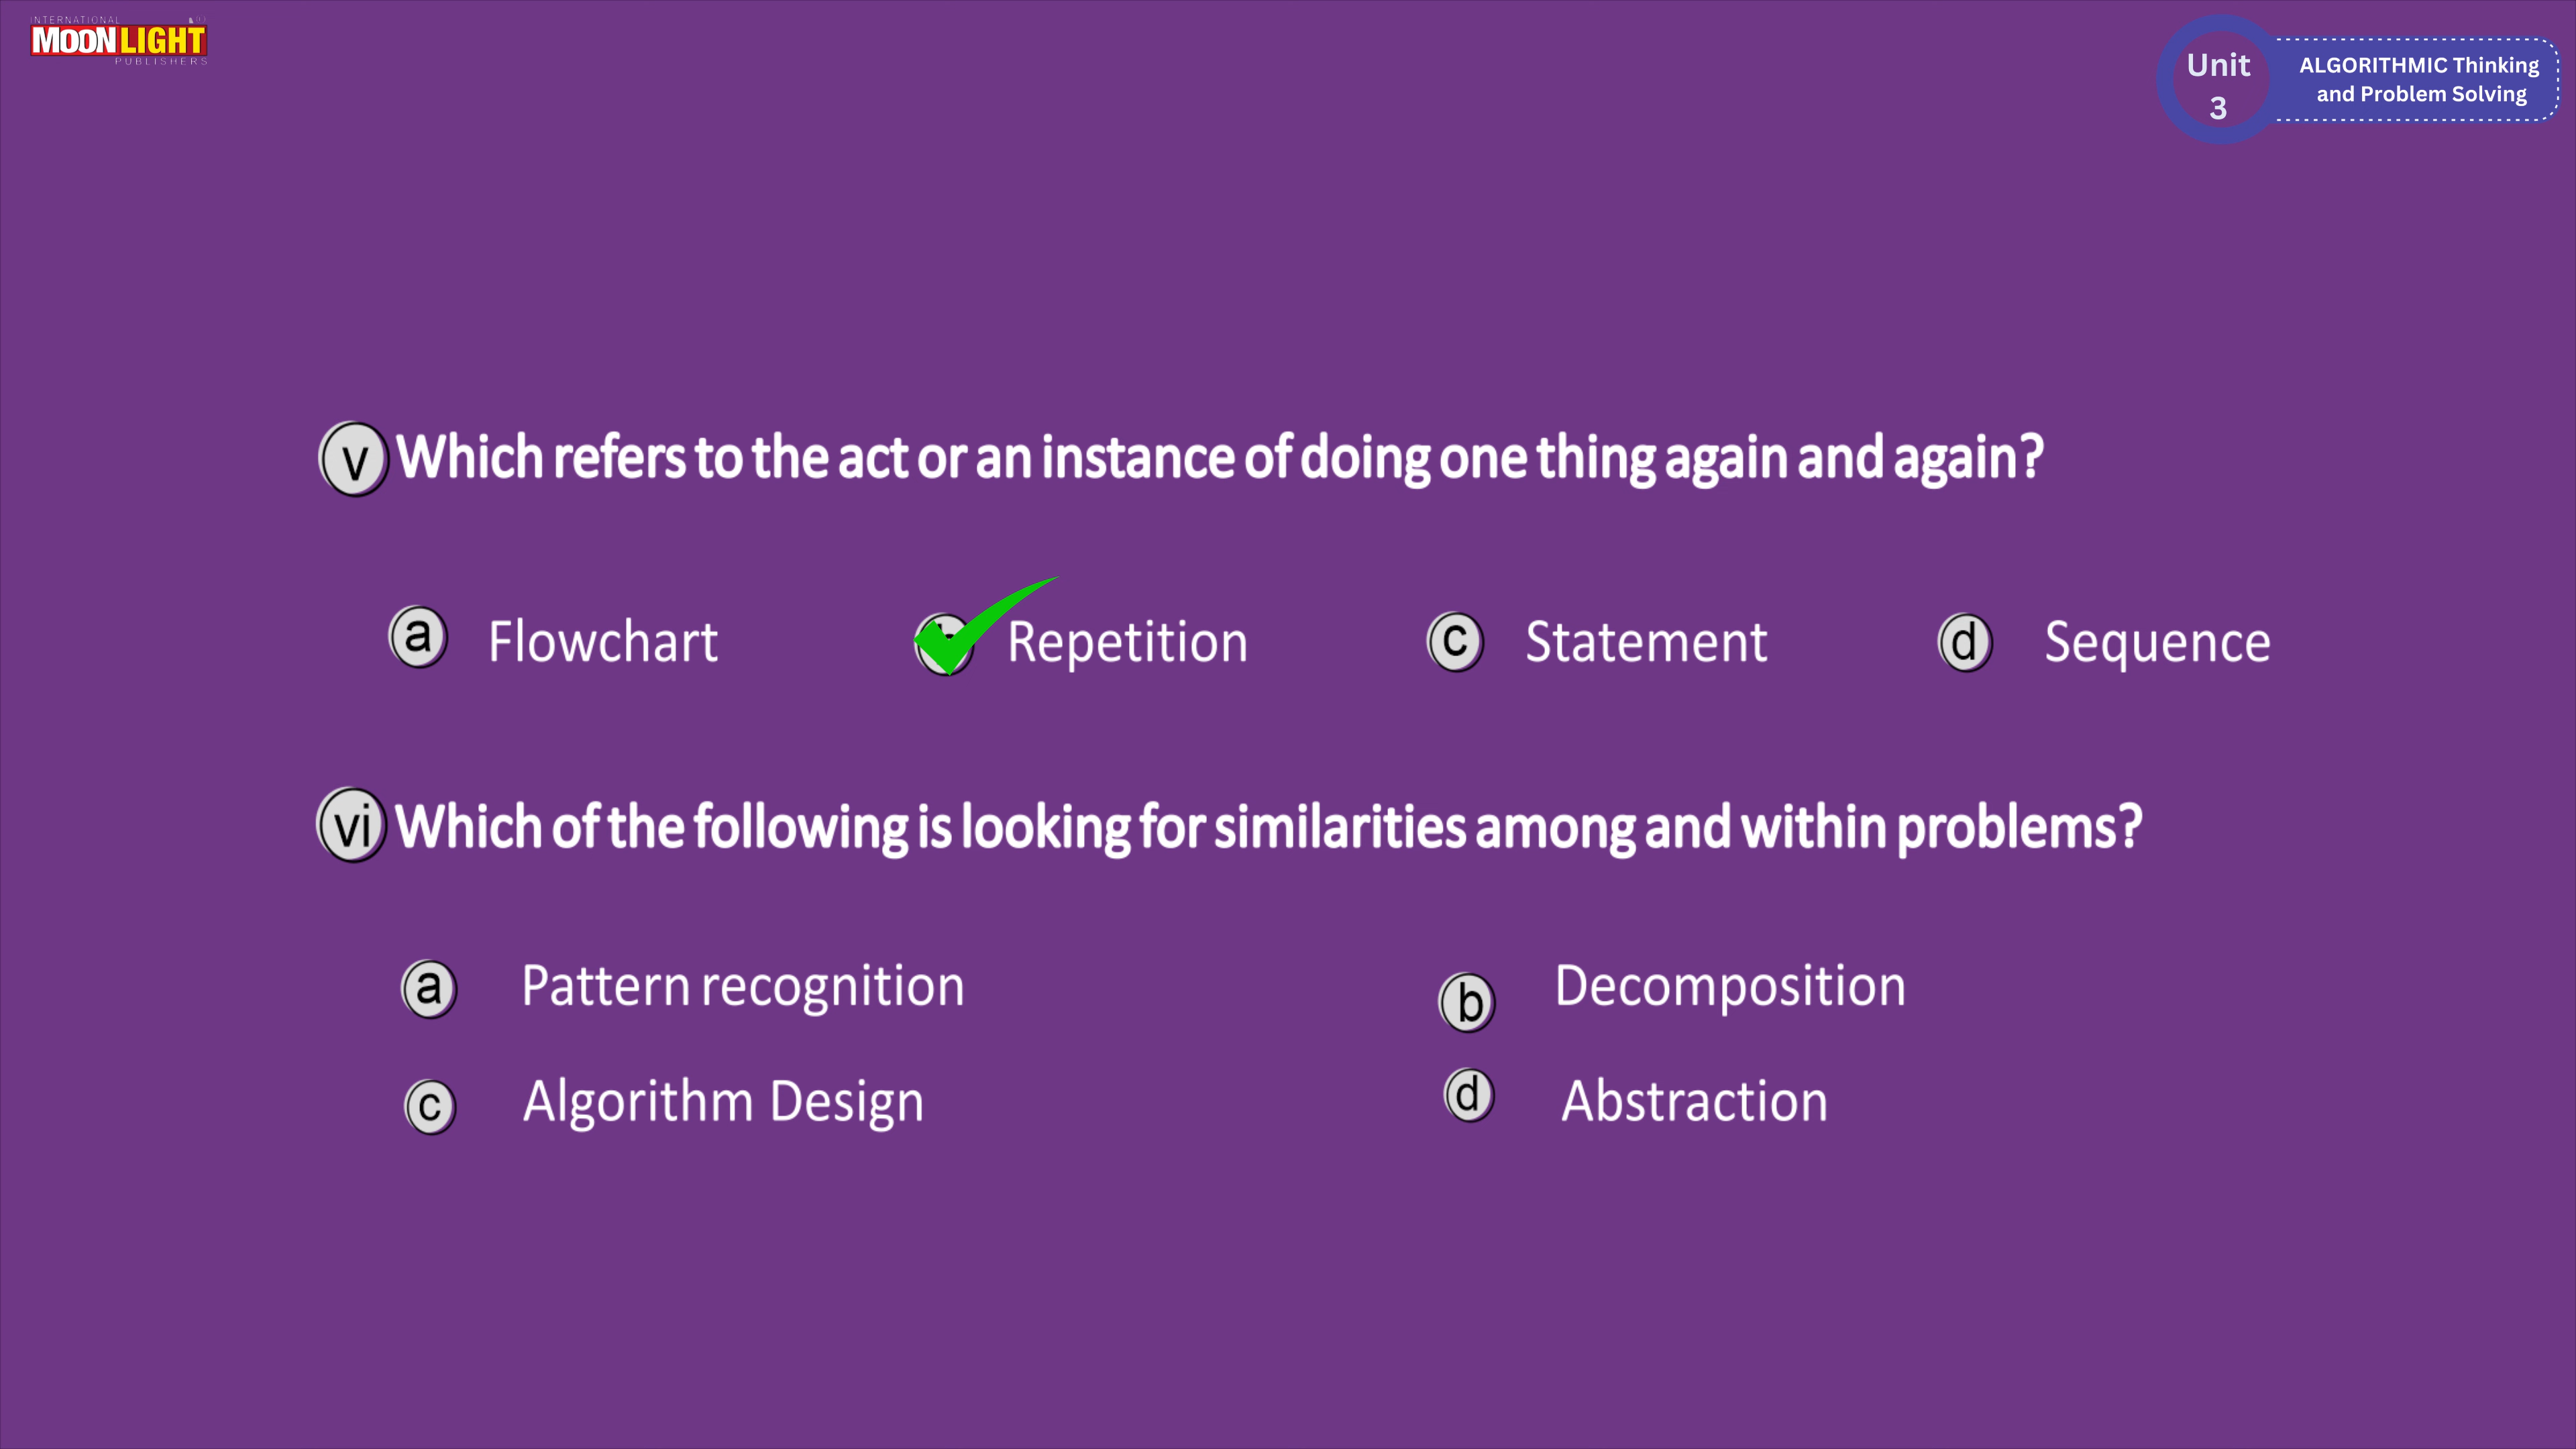 INTERNATIONAL
MOONLIGHT
PUBLISHERS
Unit
3
ALGORITHMIC Thinking
and Problem Solving
v Which refers to the act or an instance of doing one thing again and again?
a Flowchart Repetition c Statement d Sequence
vi Which of the following is looking for similarities among and within problems?
a Pattern recognition b Decomposition
c Algorithm Design d Abstraction